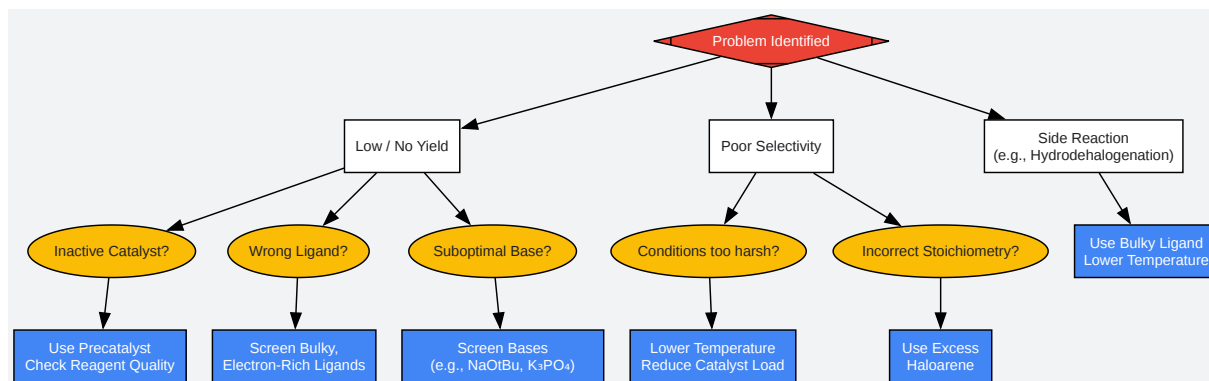 Problem Identified
Low / No Yield
Poor Selectivity
Side Reaction
(e.g., Hydrodehalogenation)
Inactive Catalyst?
Wrong Ligand?
Suboptimal Base?
Conditions too harsh?
Incorrect Stoichiometry?
Use Bulky Ligand
Lower Temperature
Use Precatalyst
Check Reagent Quality
Screen Bulky,
Electron-Rich Ligands
Screen Bases
(e.g., NaOtBu, K₃PO₄)
Lower Temperature
Reduce Catalyst Load
Use Excess
Haloarene